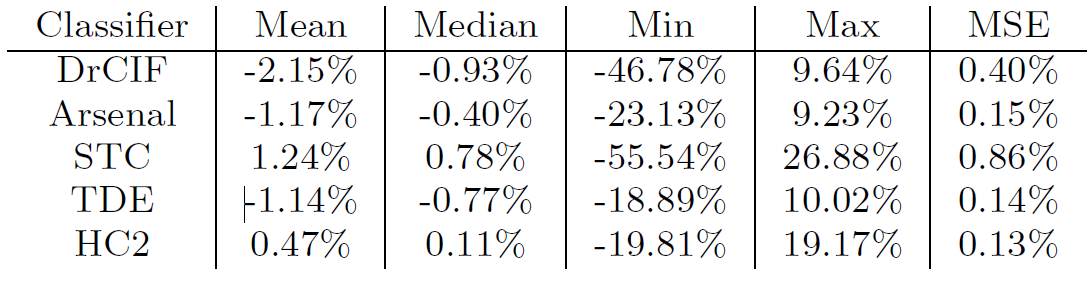 Classifier Mean Median Min Max MSE
DrCIF -2.15% -0.93% -46.78% 9.64% 0.40%
Arsenal -1.17% -0.40% -23.13% 9.23% 0.15%
STC 1.24% 0.78% -55.54% 26.88% 0.86%
TDE -1.14% -0.77% -18.89% 10.02% 0.14%
HC2 0.47% 0.11% -19.81% 19.17% 0.13%